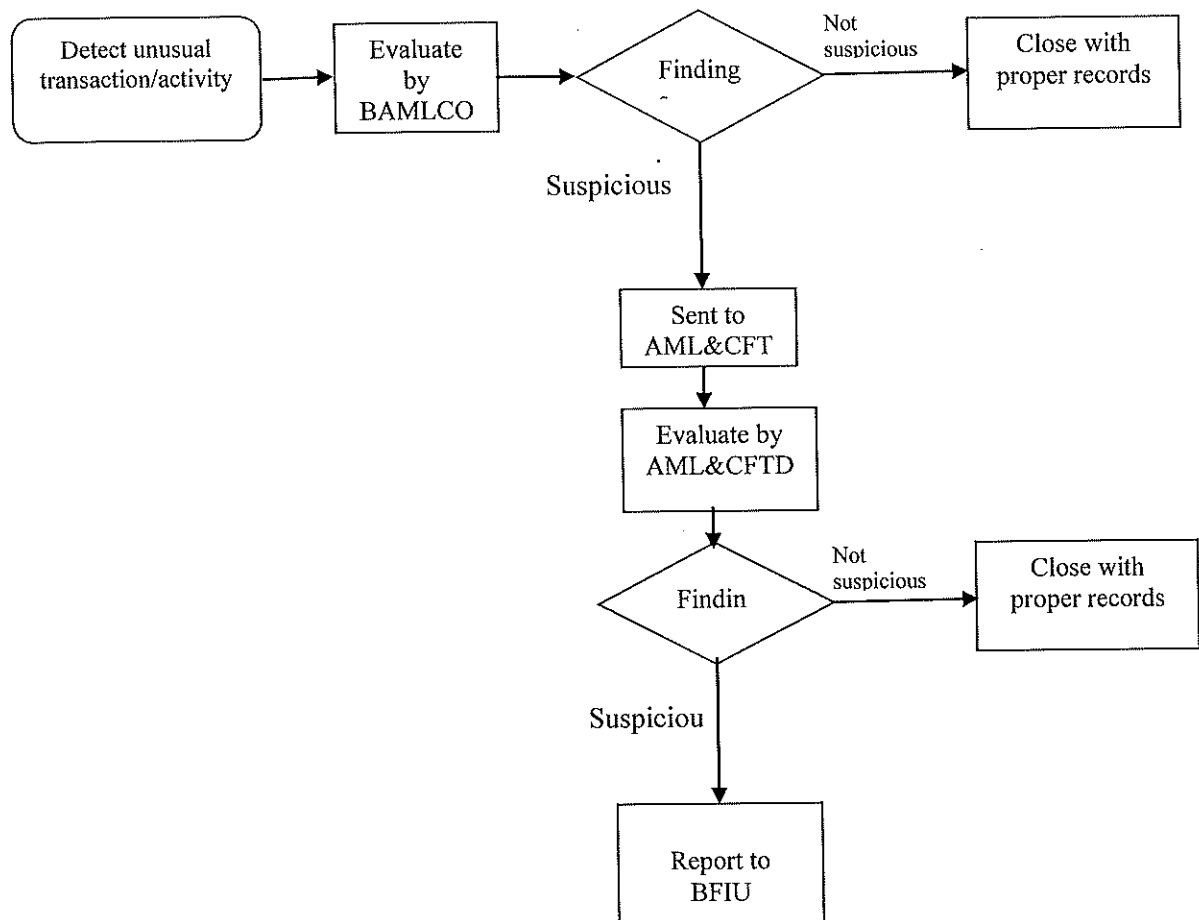 Detect unusual
transaction/activity
Evaluate
by
BAMLCO
Finding
Not
suspicious
Close with
proper records
Suspicious
Sent to
AML&CFT
Evaluate by
AML&CFTD
Findin
Not
suspicious
Close with
proper records
Suspiciou
Report to
BFIU